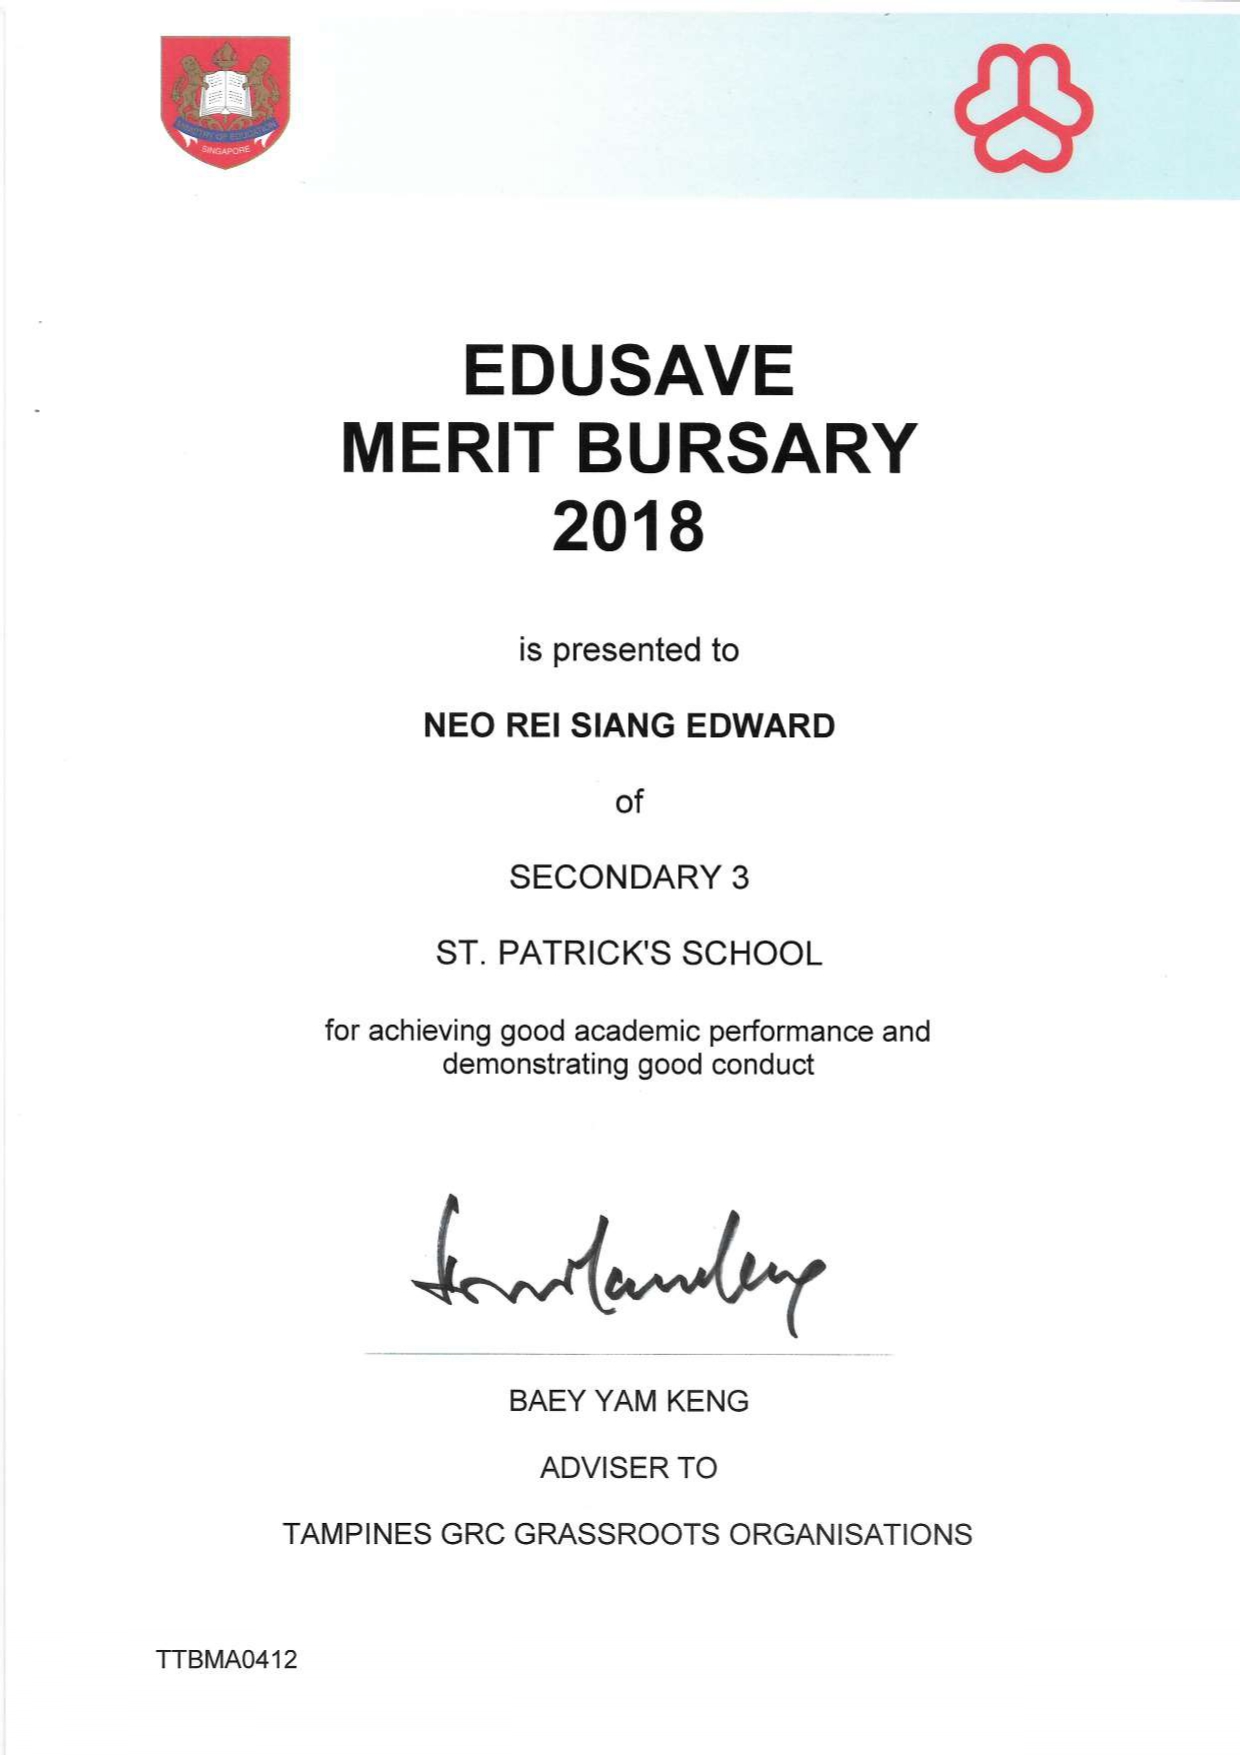 MINISTRY OF EDUCATION
SINGAPORE
EDUSAVE
MERIT BURSARY
2018
is presented to
NEO REI SIANG EDWARD
of
SECONDARY 3
ST. PATRICK'S SCHOOL
for achieving good academic performance and
demonstrating good conduct
BAEY YAM KENG
ADVISER TO
TAMPINES GRC GRASSROOTS ORGANISATIONS
TTBMA0412